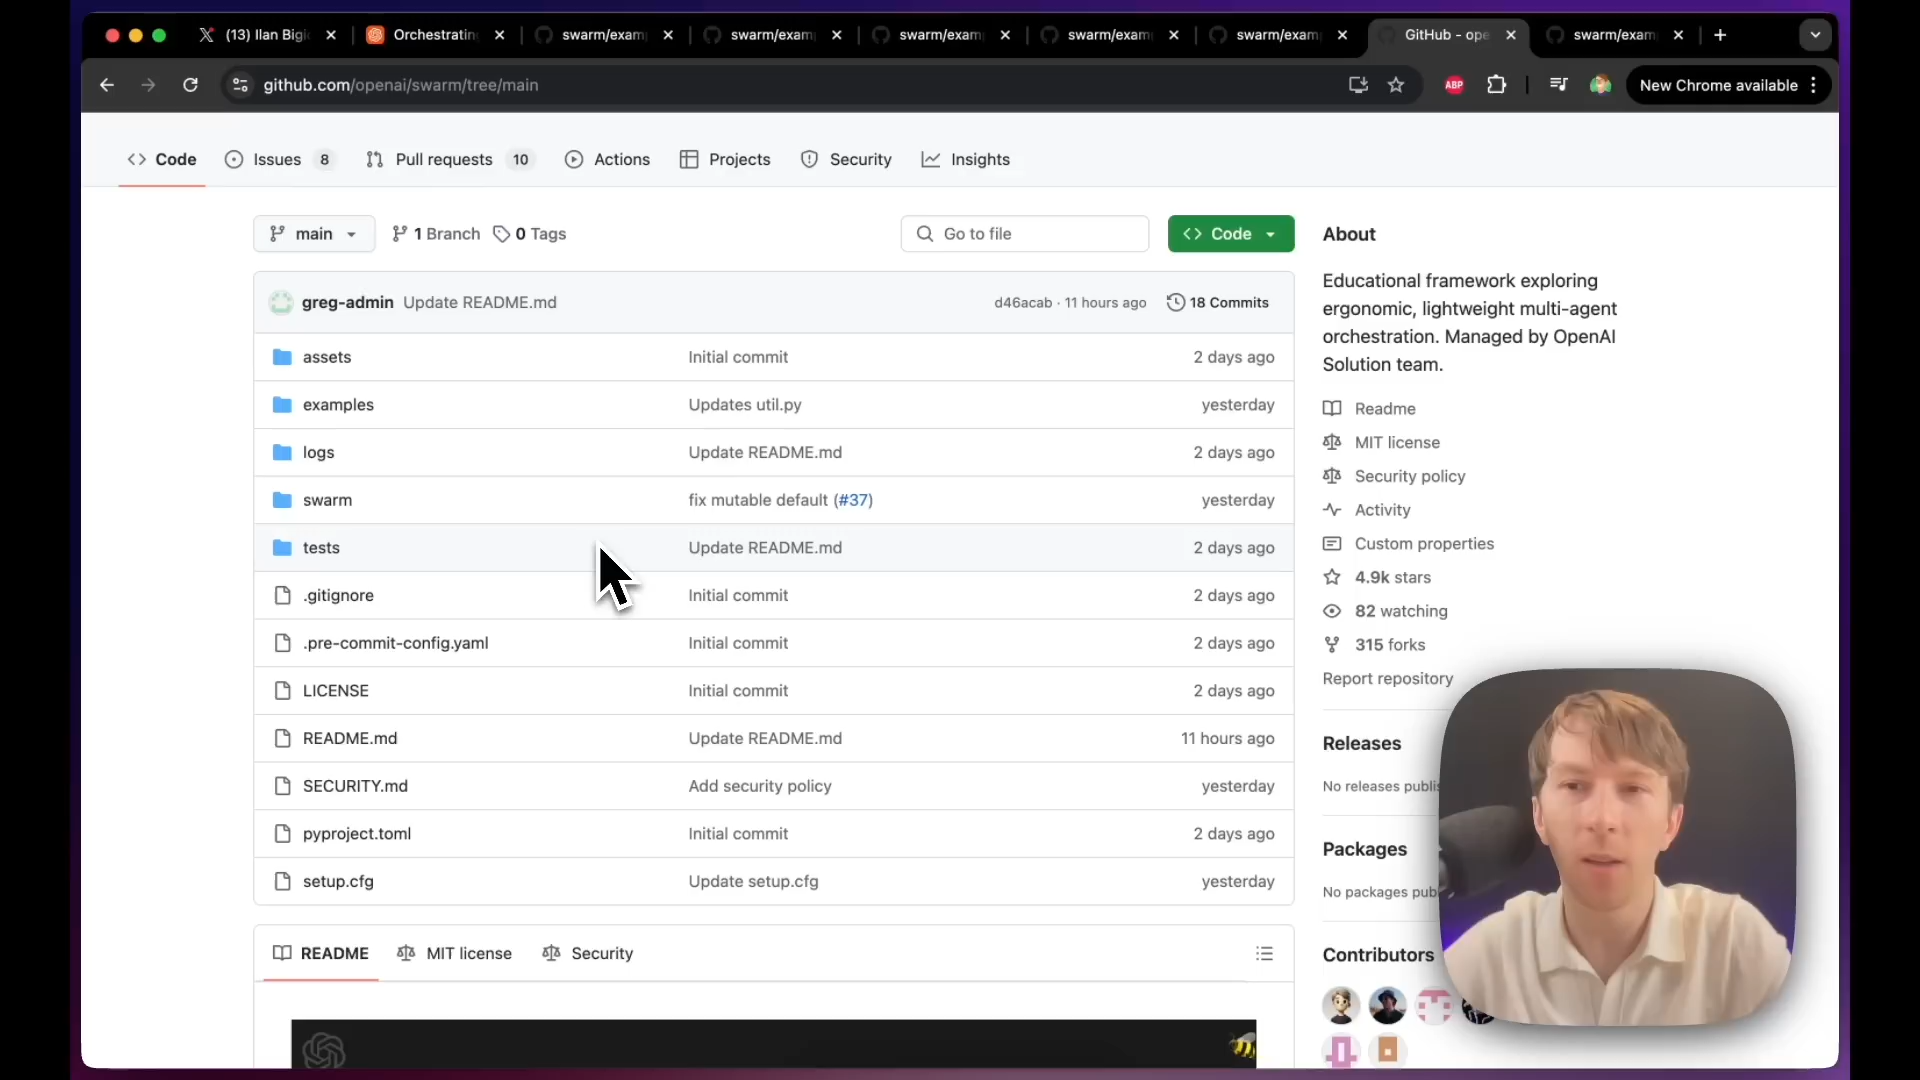 (13) Ilan Bigi
Orchestrating
swarm/exam
swarm/exam
swarm/exam
swarm/exam
swarm/exam
GitHub - ope
swarm/exam
github.com/openai/swarm/tree/main
ABP
New Chrome available
Code
Issues 8
Pull requests 10
Actions
Projects
Security
Insights
main
1 Branch
0 Tags
Go to file
Code
greg-admin Update README.md d46acab · 11 hours ago 18 Commits
assets Initial commit 2 days ago
examples Updates util.py yesterday
logs Update README.md 2 days ago
swarm fix mutable default (#37) yesterday
tests Update README.md 2 days ago
.gitignore Initial commit 2 days ago
.pre-commit-config.yaml Initial commit 2 days ago
LICENSE Initial commit 2 days ago
README.md Update README.md 11 hours ago
SECURITY.md Add security policy yesterday
pyproject.toml Initial commit 2 days ago
setup.cfg Update setup.cfg yesterday
README
MIT license
Security
About
Educational framework exploring
ergonomic, lightweight multi-agent
orchestration. Managed by OpenAI
Solution team.
Readme
MIT license
Security policy
Activity
Custom properties
4.9k stars
82 watching
315 forks
Report repository
Releases
No releases publis
Packages
No packages pub
Contributors